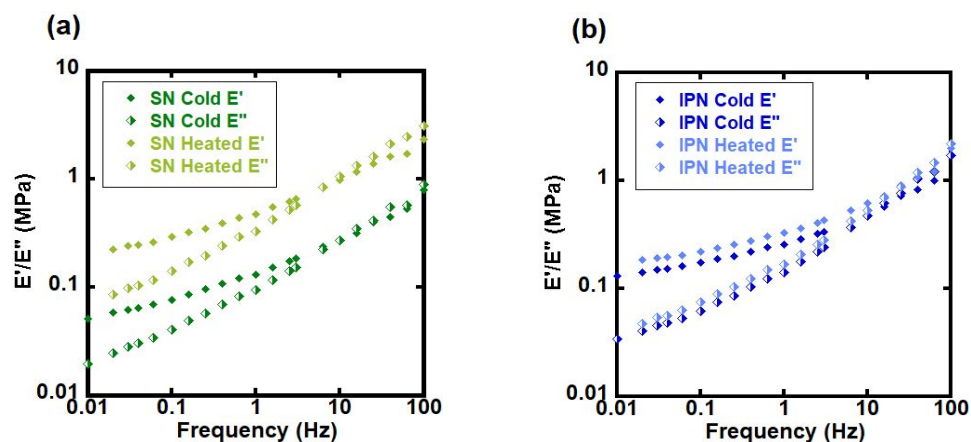 (a)
10
SN Cold E'
SN Cold E"
SN Heated E'
SN Heated E"
1
0.1
0.01
E'/E" (MPa)
0.01
0.1
1
10
100
Frequency (Hz)
(b)
10
IPN Cold E'
IPN Cold E"
IPN Heated E'
IPN Heated E"
1
0.1
0.01
E'/E" (MPa)
0.01
0.1
1
10
100
Frequency (Hz)